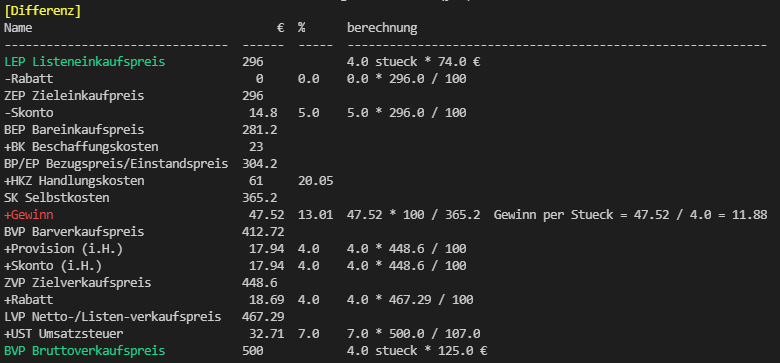 [Differenz]
Name € % berechnung
------------------------------ ------ ----- --------------------------------------------------------------
LEP Listeneinkaufspreis 296 4.0 stueck * 74.0 €
-Rabatt 0 0.0 0.0 * 296.0 / 100
ZEP Zieleinkaufpreis 296
-Skonto 14.8 5.0 5.0 * 296.0 / 100
BEP Bareinkaufspreis 281.2
+BK Beschaffungskosten 23
BP/EP Bezugspreis/Einstandspreis 304.2
+HKZ Handlungskosten 61 20.05
SK Selbstkosten 365.2
+Gewinn 47.52 13.01 47.52 * 100 / 365.2 Gewinn per Stueck = 47.52 / 4.0 = 11.88
BVP Barverkaufspreis 412.72
+Provision (i.H.) 17.94 4.0 4.0 * 448.6 / 100
+Skonto (i.H.) 17.94 4.0 4.0 * 448.6 / 100
ZVP Zielverkaufspreis 448.6
+Rabatt 18.69 4.0 4.0 * 467.29 / 100
LVP Netto-/Listen-verkaufspreis 467.29
+UST Umsatzsteuer 32.71 7.0 7.0 * 500.0 / 107.0
BVP Bruttoverkaufspreis 500 4.0 stueck * 125.0 €